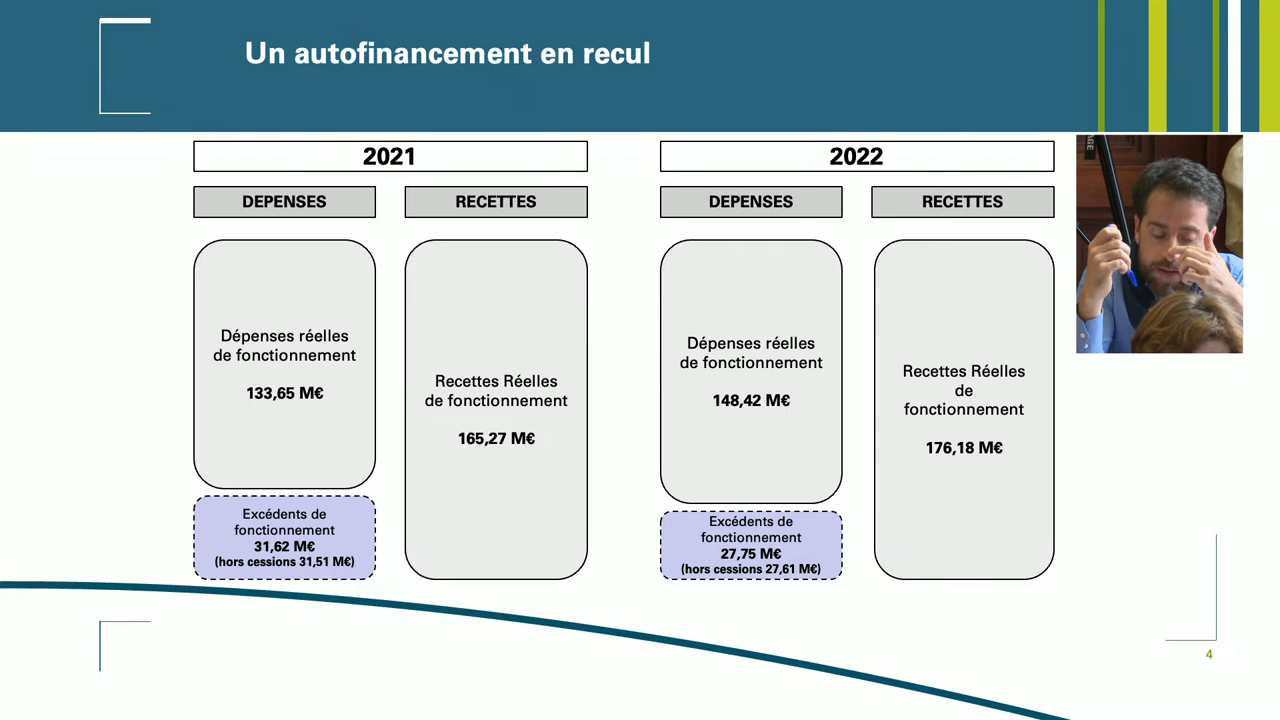 Un autofinancement en recul
2021
DEPENSES
RECETTES
Dépenses réelles
de fonctionnement
133,65 M€
Excédents de
fonctionnement
31,62 M€
(hors cessions 31,51 M€)
Recettes Réelles
de fonctionnement
165,27 M€
2022
DEPENSES
RECETTES
Dépenses réelles
de fonctionnement
148,42 M€
Excédents de
fonctionnement
27,75 M€
(hors cessions 27,61 M€)
Recettes Réelles
de
fonctionnement
176,18 M€
4